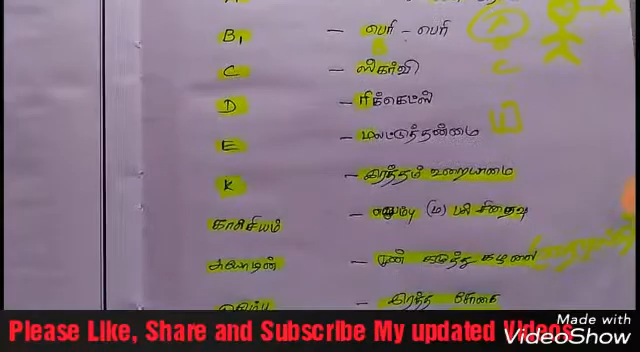 B₁ – பெரி - பெரி
C – ஸ்கர்வி
D – ரிக்கெட்ஸ்
E – மலட்டுத்தன்மை
K – இரத்தம் உறையாமை
கால்சியம் – எலும்பு (ம) பல் சிதைவு
அயோடின் – முன் கழுத்து கழலை
– இரத்த சோகை
Please Like, Share and Subscribe My updated Videos
Made with
VideoShow